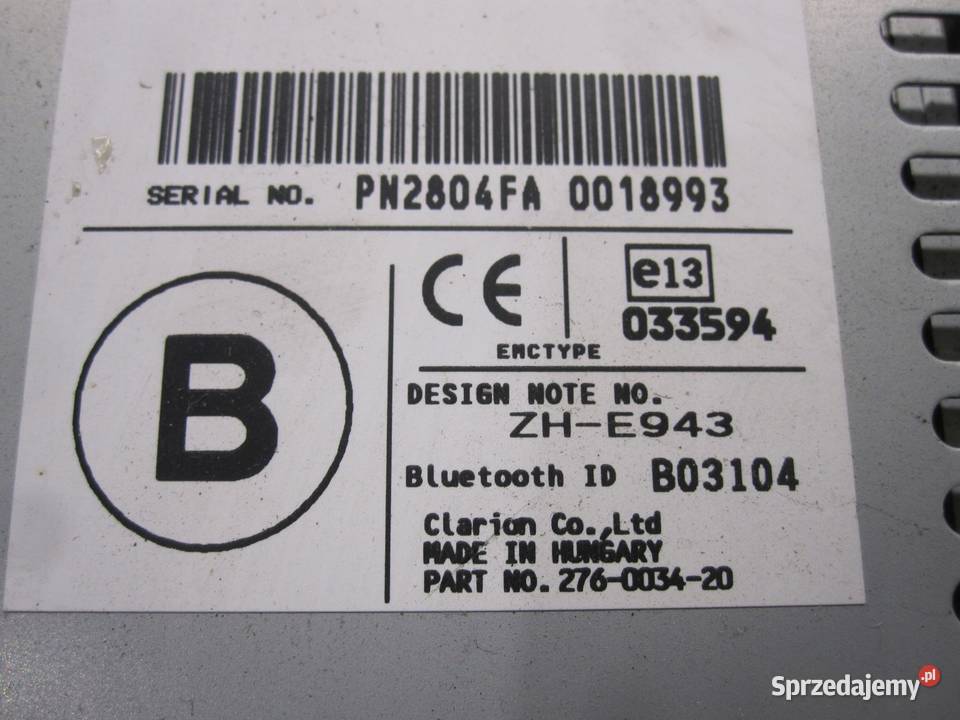 SERIAL NO. PN2804FA 0018993
B
CE
e13
033594
EMCTYPE
DESIGN NOTE NO.
ZH-E943
Bluetooth ID B03104
Clarion Co.,Ltd
MADE IN HUNGARY
PART NO. 276-0034-20
Sprzedajemy.pl